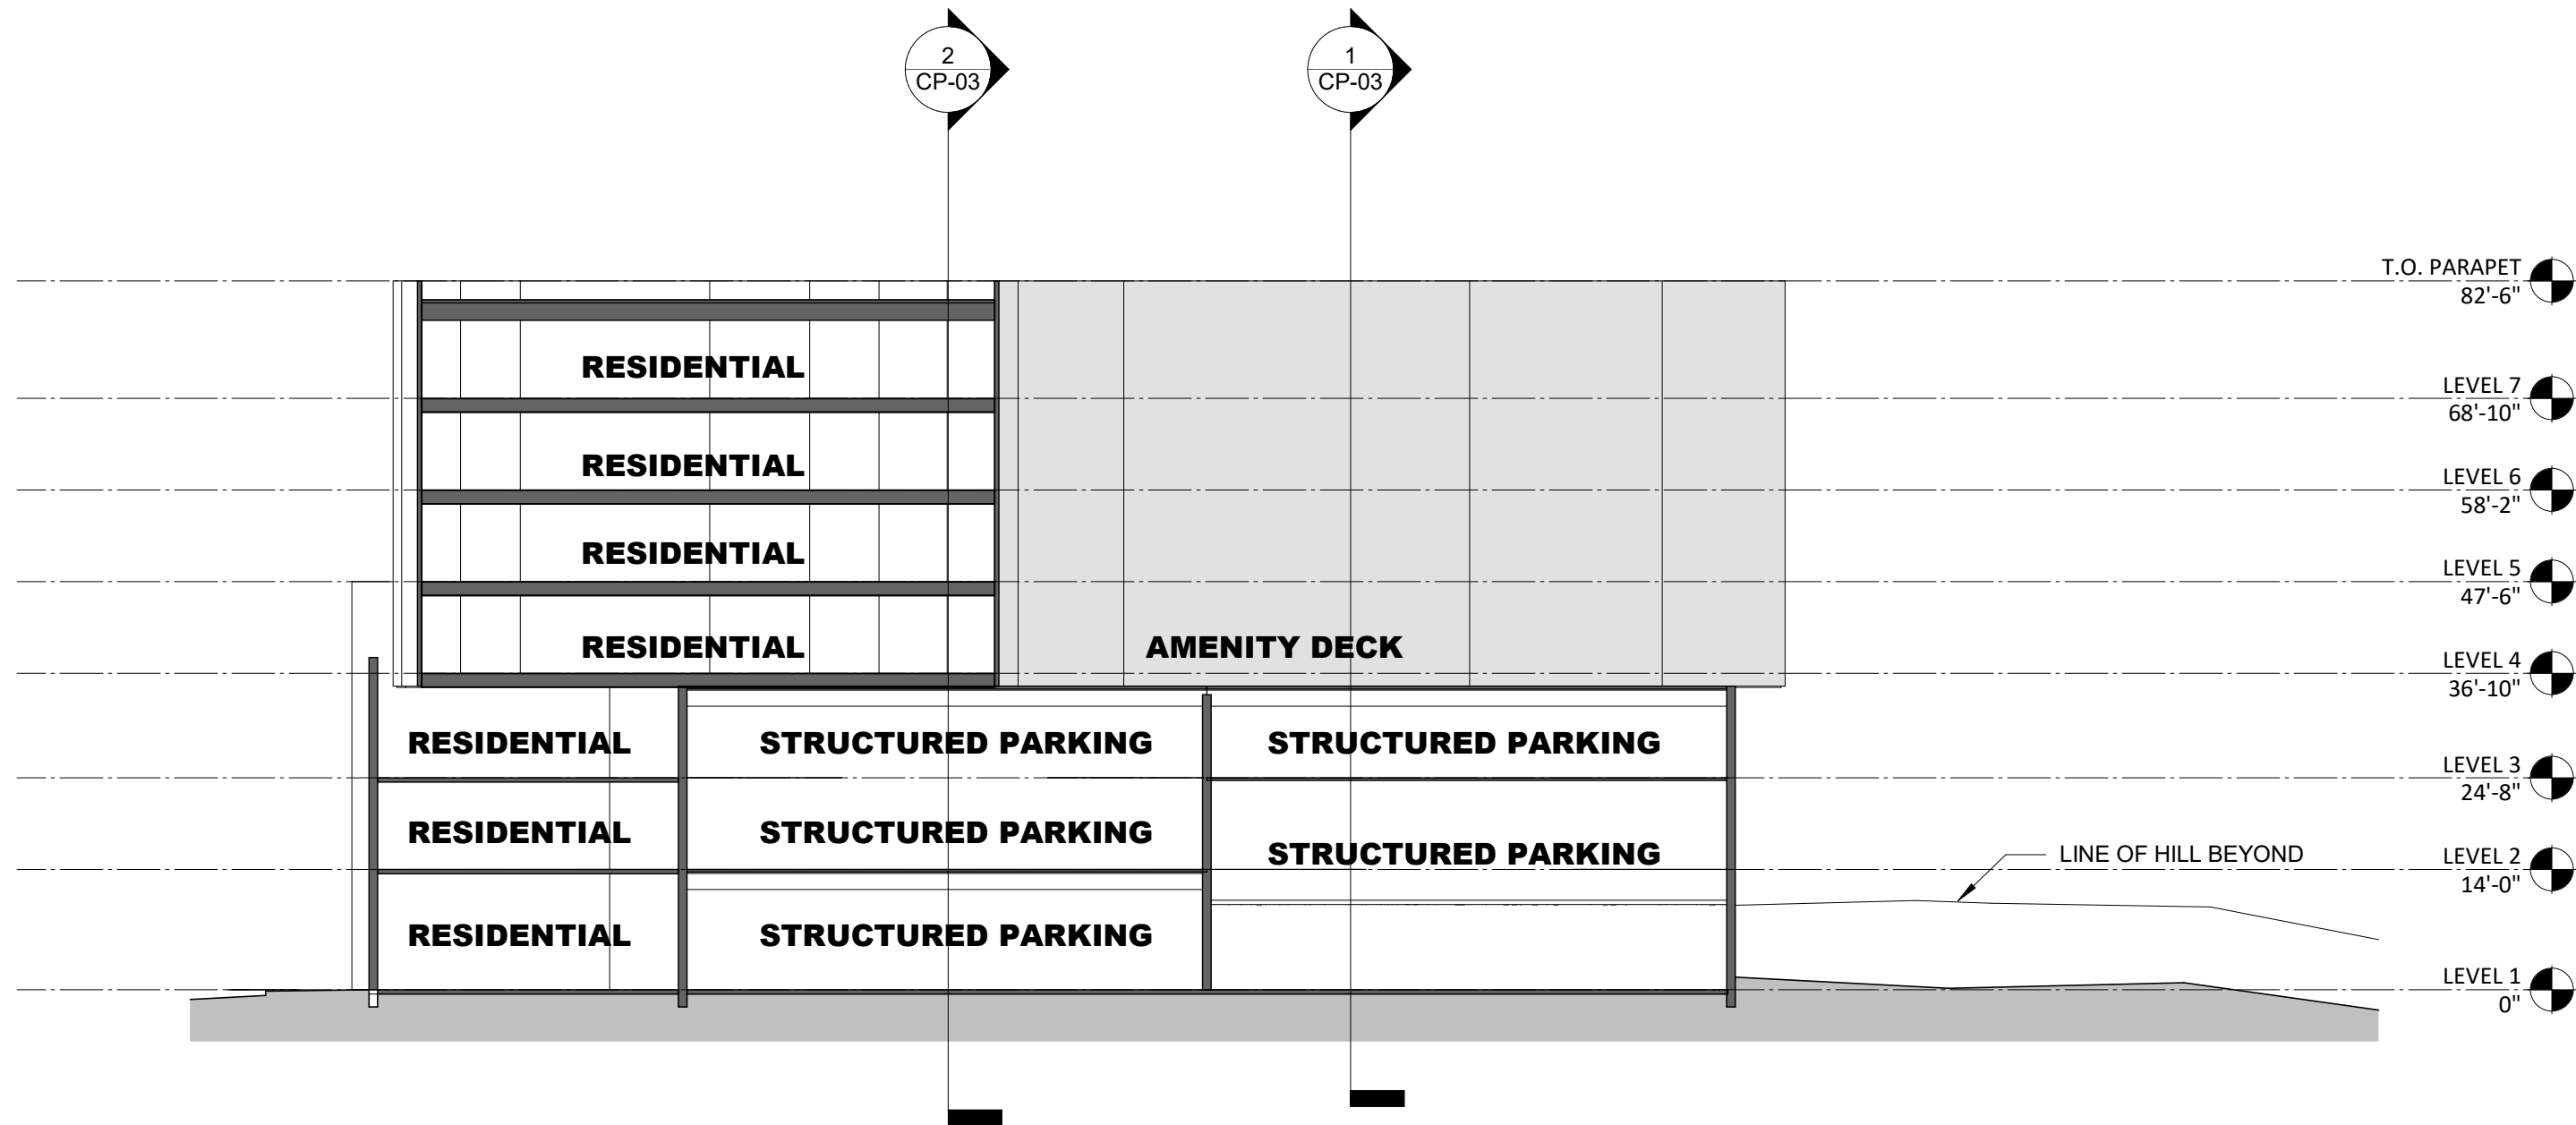 2
CP-03
1
CP-03
T.O. PARAPET
82'-6"
RESIDENTIAL
LEVEL 7
68'-10"
RESIDENTIAL
LEVEL 6
58'-2"
RESIDENTIAL
LEVEL 5
47'-6"
RESIDENTIAL
AMENITY DECK
LEVEL 4
36'-10"
RESIDENTIAL
STRUCTURED PARKING
STRUCTURED PARKING
LEVEL 3
24'-8"
RESIDENTIAL
STRUCTURED PARKING
STRUCTURED PARKING
LINE OF HILL BEYOND
LEVEL 2
14'-0"
RESIDENTIAL
STRUCTURED PARKING
LEVEL 1
0"